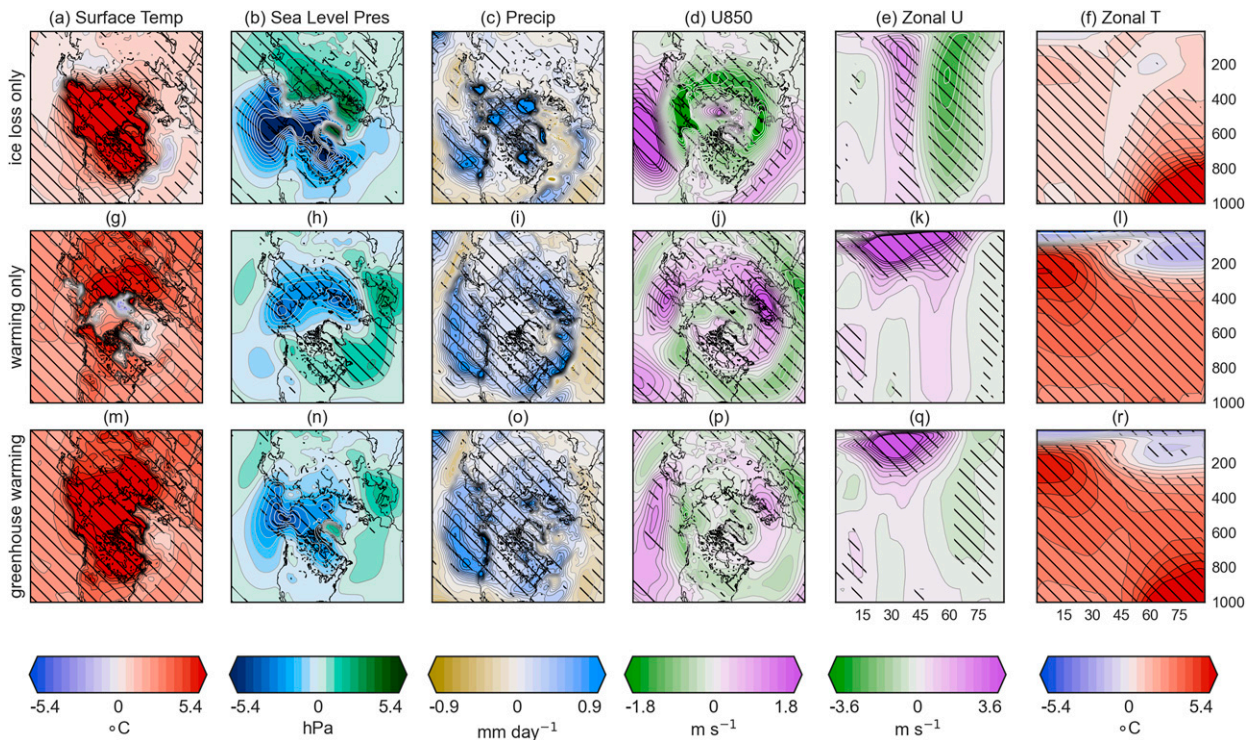 (a) Surface Temp (b) Sea Level Pres (c) Precip (d) U850 (e) Zonal U (f) Zonal T
ice loss only
200
400
600
800
1000
(g) (h) (i) (j) (k) (l)
warming only
200
400
600
800
1000
(m) (n) (o) (p) (q) (r)
greenhouse warming
200
400
600
800
1000
15 30 45 60 75 15 30 45 60 75
-5.4 0 5.4 -5.4 0 5.4 -0.9 0 0.9 -1.8 0 1.8 -3.6 0 3.6 -5.4 0 5.4
∘C hPa mm day⁻¹ m s⁻¹ m s⁻¹ ∘C